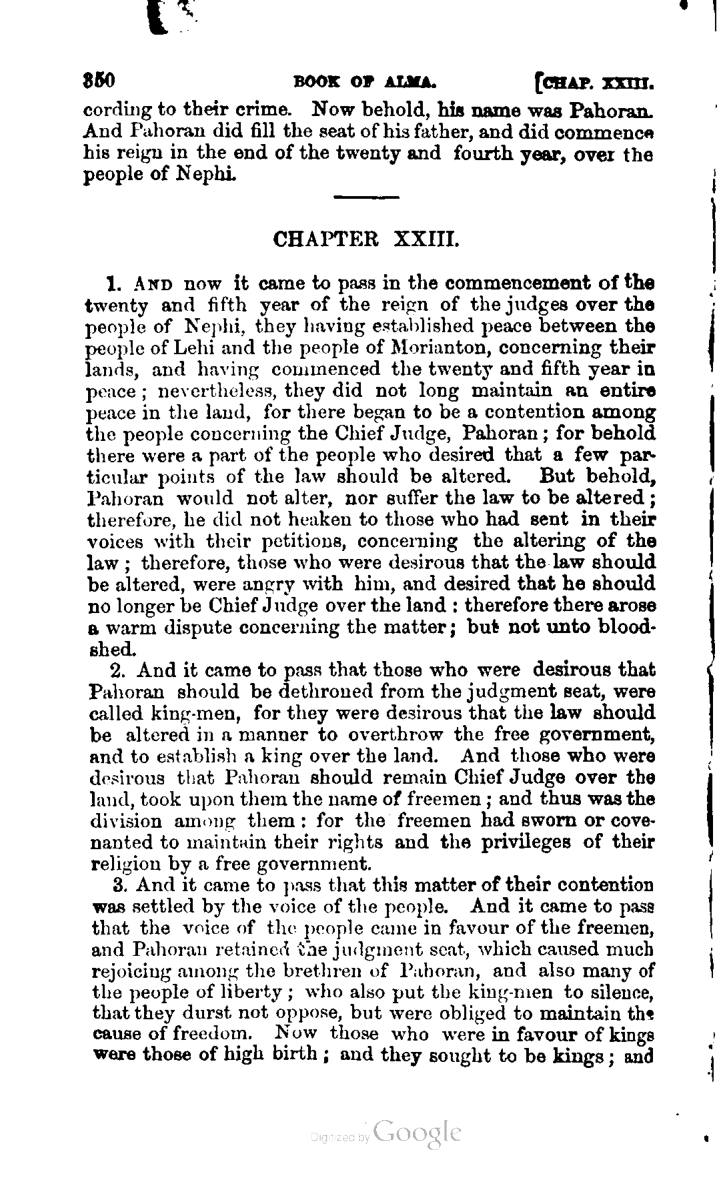 350 BOOK OF ALMA. [CHAP. XXIII.
cording to their crime. Now behold, his name was Pahoran.
And Pahoran did fill the seat of his father, and did commence
his reign in the end of the twenty and fourth year, over the
people of Nephi.
CHAPTER XXIII.
1. AND now it came to pass in the commencement of the
twenty and fifth year of the reign of the judges over the
people of Nephi, they having established peace between the
people of Lehi and the people of Morianton, concerning their
lands, and having commenced the twenty and fifth year in
peace; nevertheless, they did not long maintain an entire
peace in the land, for there began to be a contention among
the people concerning the Chief Judge, Pahoran; for behold
there were a part of the people who desired that a few par-
ticular points of the law should be altered. But behold,
Pahoran would not alter, nor suffer the law to be altered;
therefore, he did not heaken to those who had sent in their
voices with their petitions, concerning the altering of the
law; therefore, those who were desirous that the law should
be altered, were angry with him, and desired that he should
no longer be Chief Judge over the land: therefore there arose
a warm dispute concerning the matter; but not unto blood-
shed.
2. And it came to pass that those who were desirous that
Pahoran should be dethroned from the judgment seat, were
called king-men, for they were desirous that the law should
be altered in a manner to overthrow the free government,
and to establish a king over the land. And those who were
desirous that Pahoran should remain Chief Judge over the
land, took upon them the name of freemen; and thus was the
division among them: for the freemen had sworn or cove-
nanted to maintain their rights and the privileges of their
religion by a free government.
3. And it came to pass that this matter of their contention
was settled by the voice of the people. And it came to pass
that the voice of the people came in favour of the freemen,
and Pahoran retained the judgment seat, which caused much
rejoicing among the brethren of Pahoran, and also many of
the people of liberty; who also put the king-men to silence,
that they durst not oppose, but were obliged to maintain the
cause of freedom. Now those who were in favour of kings
were those of high birth; and they sought to be kings; and
Digitized by Google